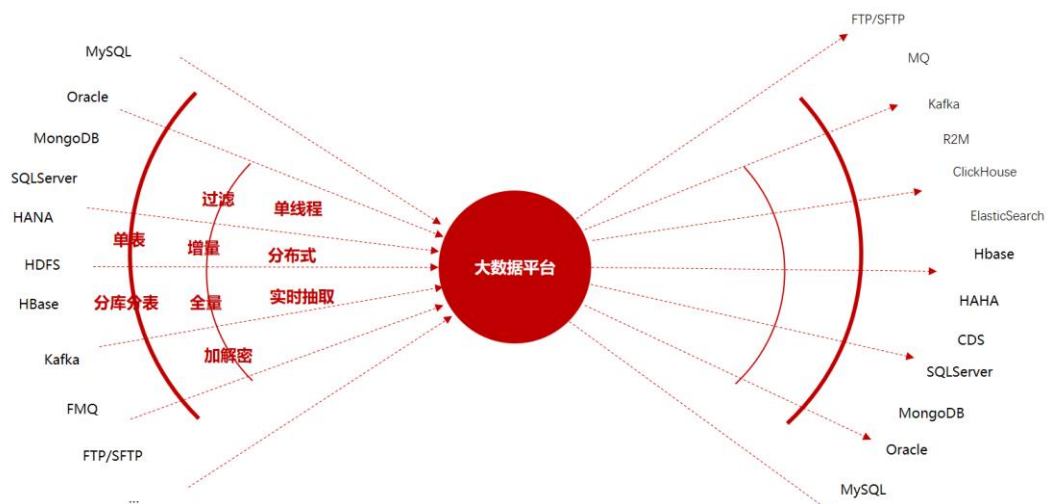 MySQL
Oracle
MongoDB
SQLServer
HANA
HDFS
HBase
Kafka
FMQ
FTP/SFTP
...
单表
分库分表
过滤
增量
全量
加解密
单线程
分布式
实时抽取
大数据平台
FTP/SFTP
MQ
Kafka
R2M
ClickHouse
ElasticSearch
Hbase
HAHA
CDS
SQLServer
MongoDB
Oracle
MySQL